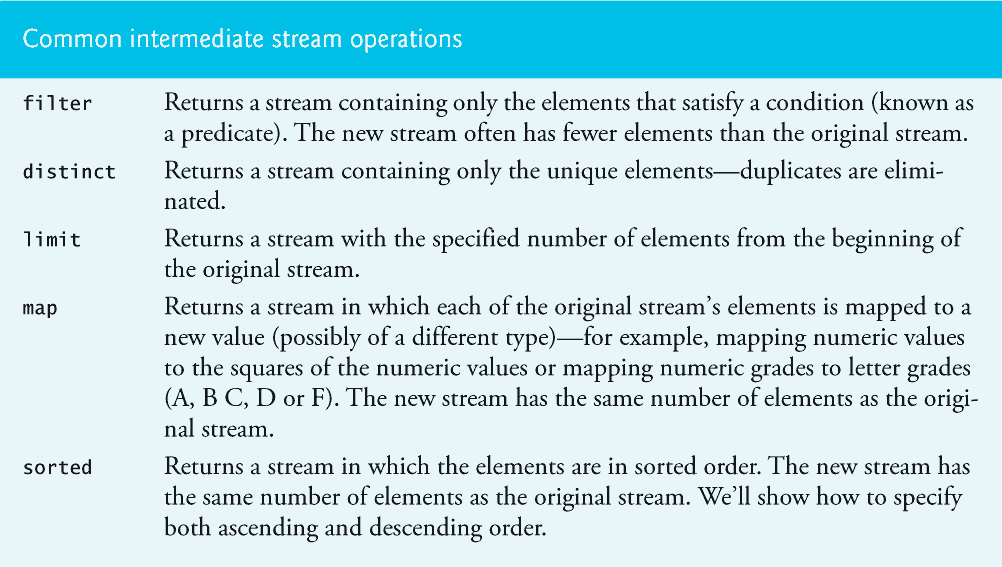 Common intermediate stream operations
filter Returns a stream containing only the elements that satisfy a condition (known as
a predicate). The new stream often has fewer elements than the original stream.
distinct Returns a stream containing only the unique elements—duplicates are elimi-
nated.
limit Returns a stream with the specified number of elements from the beginning of
the original stream.
map Returns a stream in which each of the original stream’s elements is mapped to a
new value (possibly of a different type)—for example, mapping numeric values
to the squares of the numeric values or mapping numeric grades to letter grades
(A, B C, D or F). The new stream has the same number of elements as the origi-
nal stream.
sorted Returns a stream in which the elements are in sorted order. The new stream has
the same number of elements as the original stream. We’ll show how to specify
both ascending and descending order.